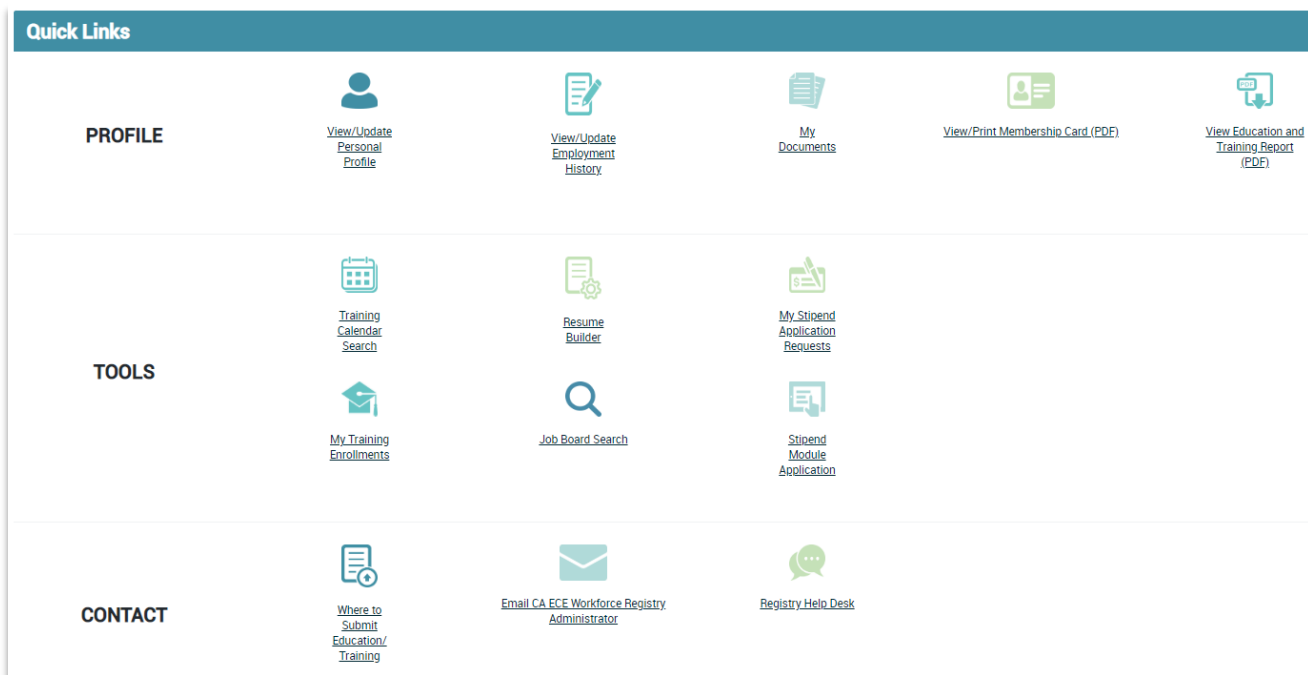 Quick Links
PROFILE
View/Update
Personal
Profile
View/Update
Employment
History
My
Documents
View/Print Membership Card (PDF)
PDF
View Education and
Training Report
(PDF)
TOOLS
Training
Calendar
Search
Resume
Builder
$
My Stipend
Application
Requests
My Training
Enrollments
Job Board Search
Stipend
Module
Application
CONTACT
Where to
Submit
Education/
Training
Email CA ECE Workforce Registry
Administrator
Registry Help Desk